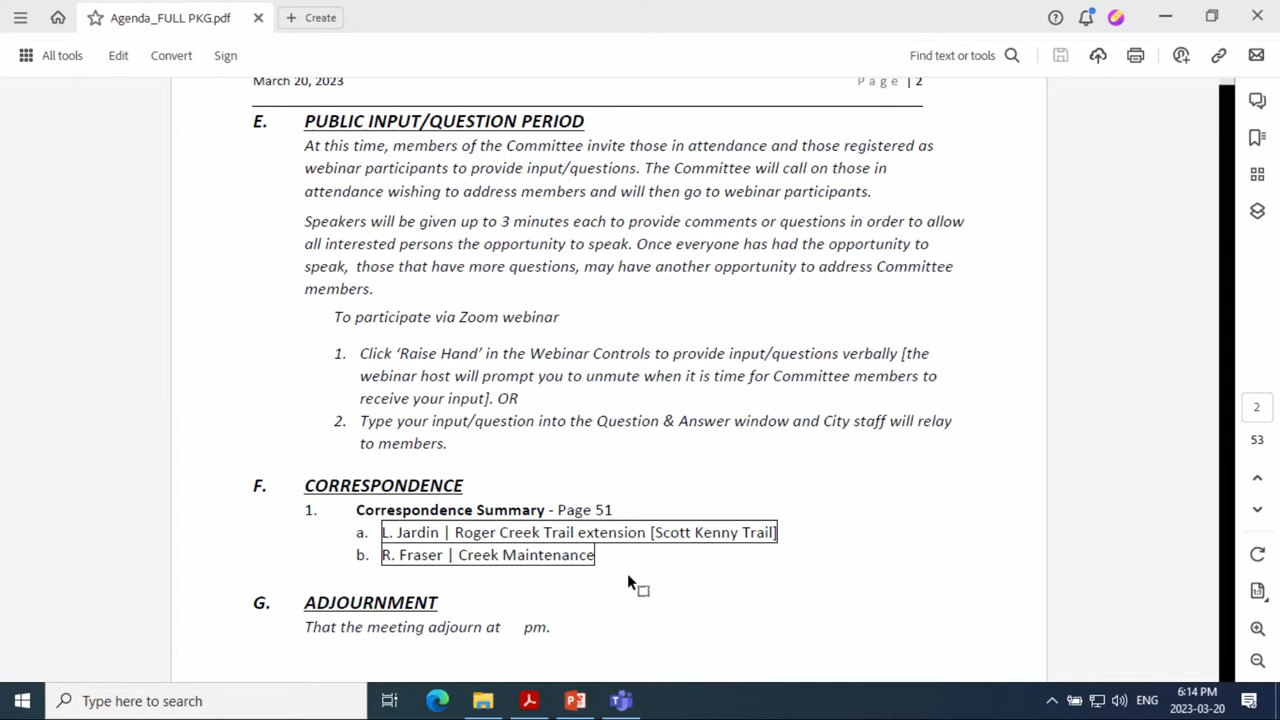 Agenda_FULL PKG.pdf
Create
All tools
Edit
Convert
Sign
Find text or tools
March 20, 2023
Page | 2
E. PUBLIC INPUT/QUESTION PERIOD
At this time, members of the Committee invite those in attendance and those registered as
webinar participants to provide input/questions. The Committee will call on those in
attendance wishing to address members and will then go to webinar participants.
Speakers will be given up to 3 minutes each to provide comments or questions in order to allow
all interested persons the opportunity to speak. Once everyone has had the opportunity to
speak, those that have more questions, may have another opportunity to address Committee
members.
To participate via Zoom webinar
1. Click ‘Raise Hand’ in the Webinar Controls to provide input/questions verbally [the
webinar host will prompt you to unmute when it is time for Committee members to
receive your input]. OR
2. Type your input/question into the Question & Answer window and City staff will relay
to members.
F. CORRESPONDENCE
1. Correspondence Summary - Page 51
a. L. Jardin | Roger Creek Trail extension [Scott Kenny Trail]
b. R. Fraser | Creek Maintenance
G. ADJOURNMENT
That the meeting adjourn at pm.
2
53
Type here to search
ENG
6:14 PM
2023-03-20